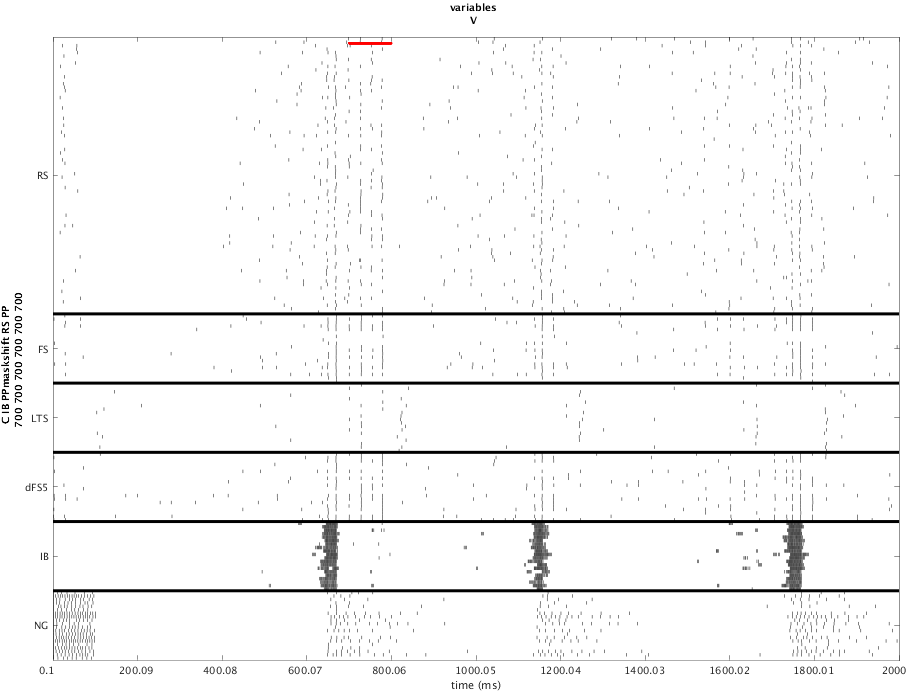 variables
V
C IB PPmaskshift RS PP
700 700 700 700 700 700 700
RS
FS
LTS
dFS5
IB
NG
0.1 200.09 400.08 600.07 800.06 1000.05 1200.04 1400.03 1600.02 1800.01 2000
time (ms)